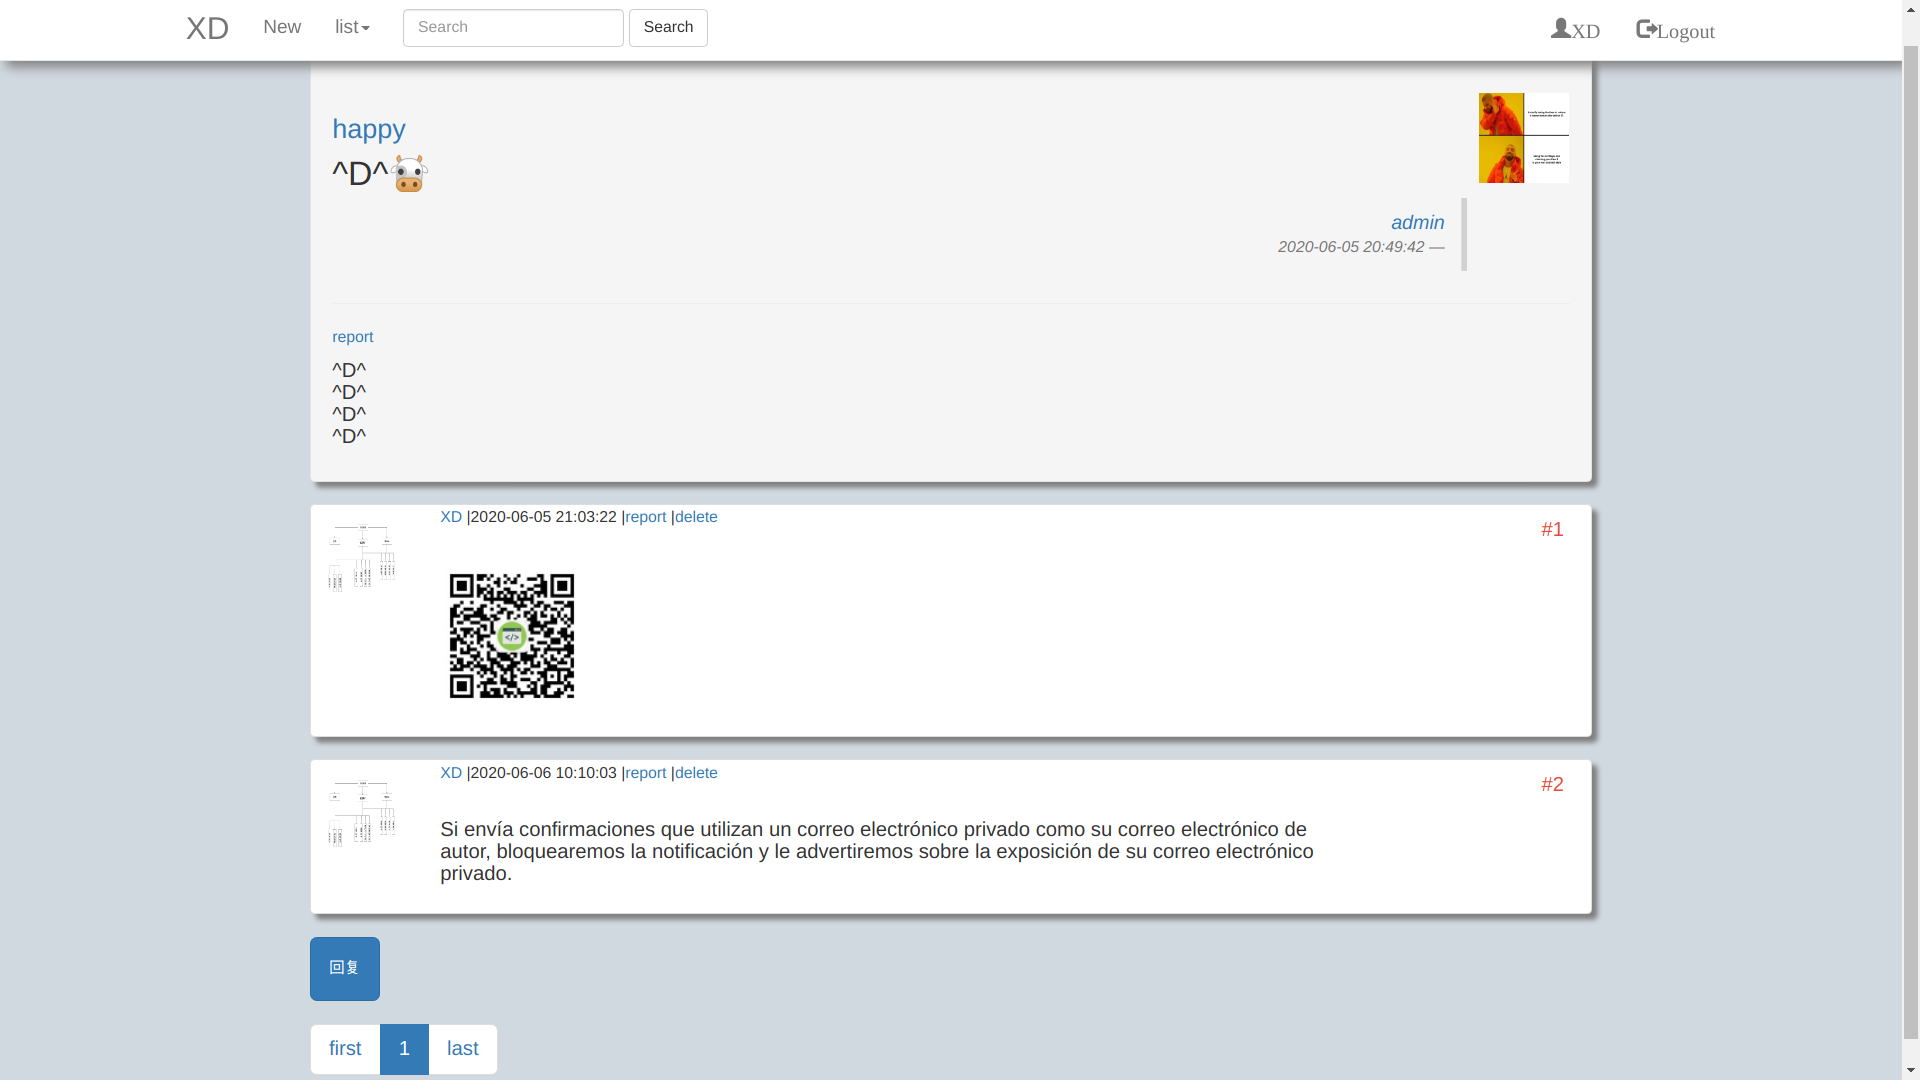 XD New list Search Search XD Logout
happy
^D^
admin
2020-06-05 20:49:42 —
report
^D^
^D^
^D^
^D^
XD |2020-06-05 21:03:22 |report |delete
#1
</>
XD |2020-06-06 10:10:03 |report |delete
#2
Si envía confirmaciones que utilizan un correo electrónico privado como su correo electrónico de
autor, bloquearemos la notificación y le advertiremos sobre la exposición de su correo electrónico
privado.
回复
first 1 last